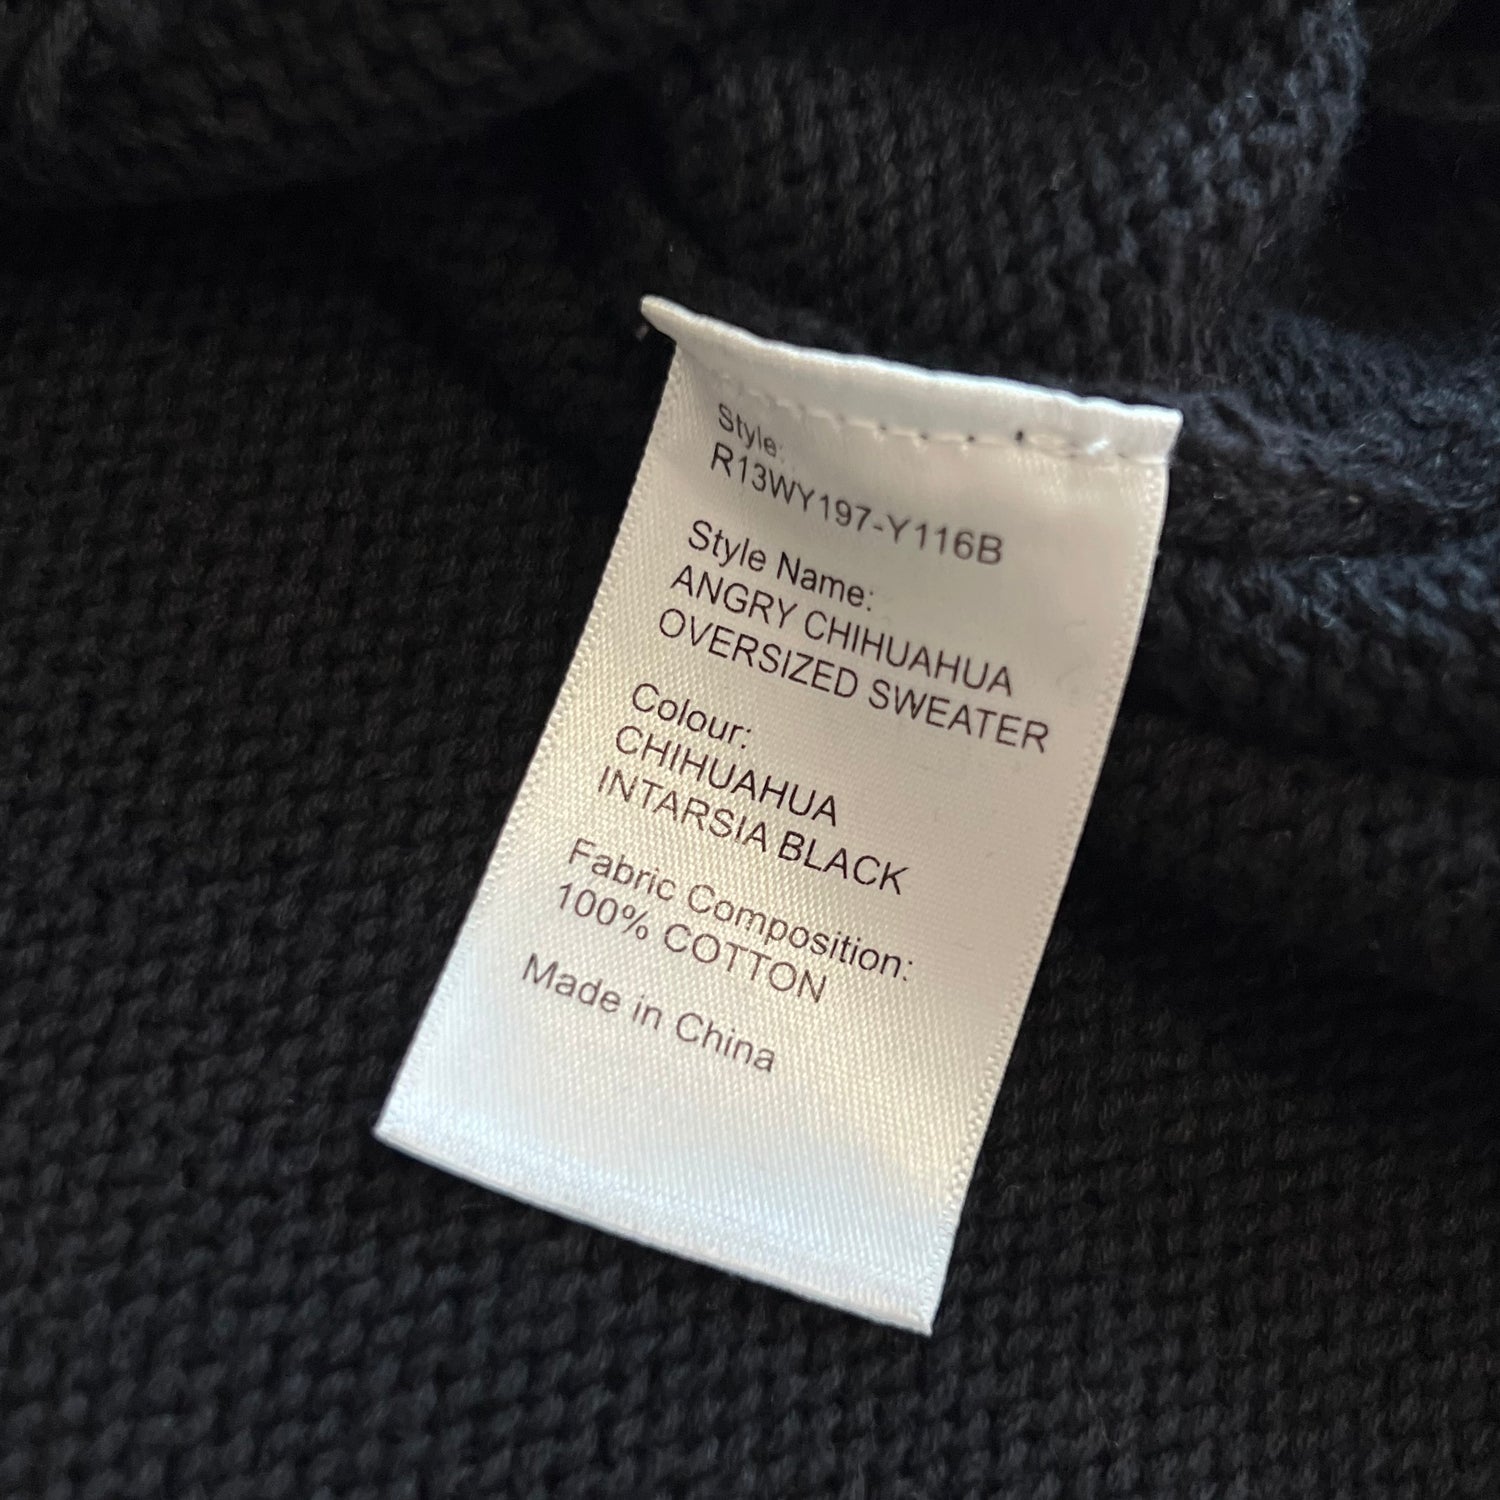 Style:
R13WY197-Y116B
Style Name:
ANGRY CHIHUAHUA
OVERSIZED SWEATER
Colour:
CHIHUAHUA
INTARSIA BLACK
Fabric Composition:
100% COTTON
Made in China